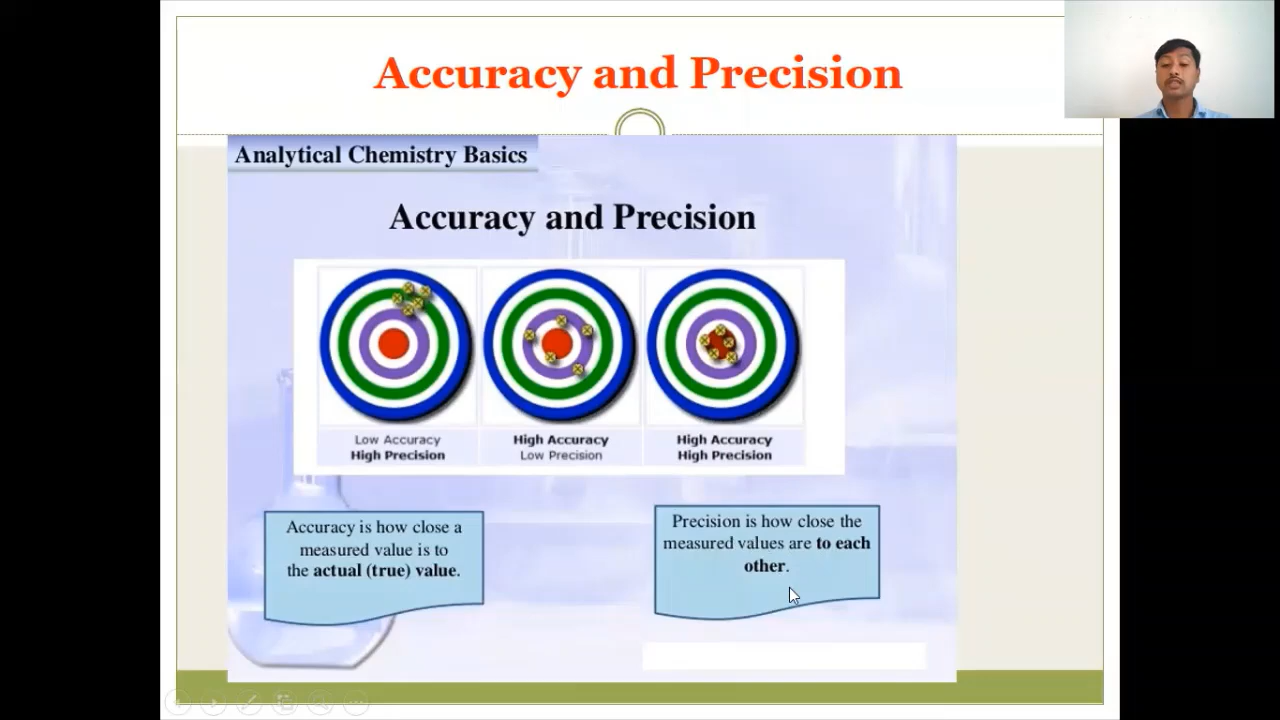 Accuracy and Precision
Analytical Chemistry Basics
Accuracy and Precision
Low Accuracy
High Precision
High Accuracy
Low Precision
High Accuracy
High Precision
Accuracy is how close a
measured value is to
the actual (true) value.
Precision is how close the
measured values are to each
other.